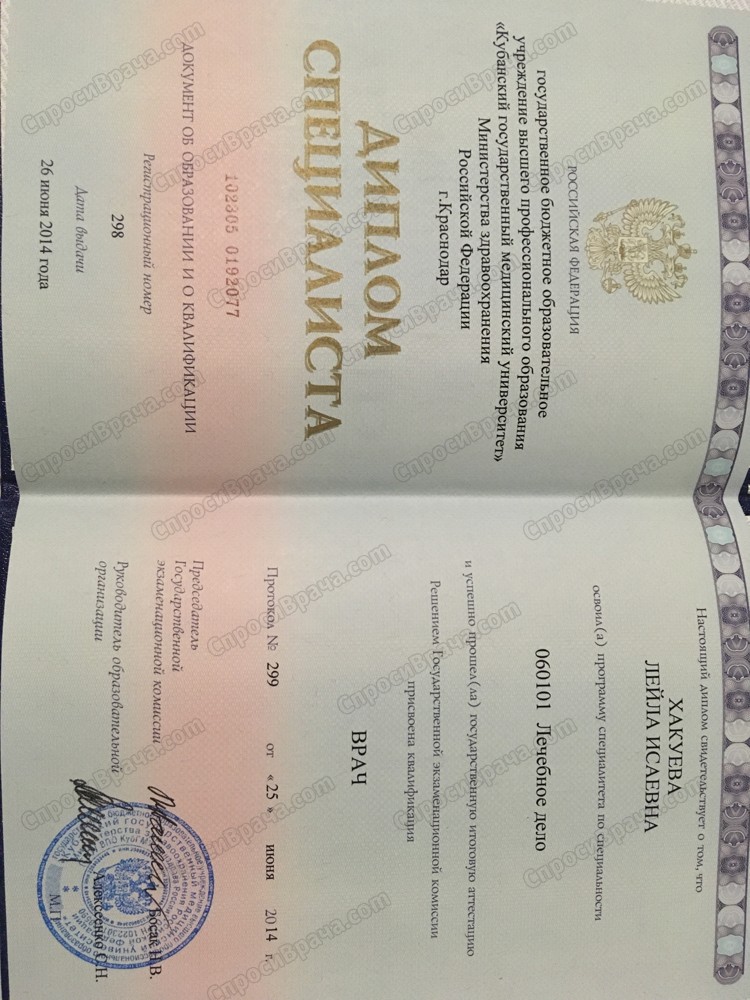 РОССИЙСКАЯ ФЕДЕРАЦИЯ
государственное бюджетное образовательное
учреждение высшего профессионального образования
«Кубанский государственный медицинский университет»
Министерства здравоохранения
Российской Федерации
г.Краснодар
ДИПЛОМ
СПЕЦИАЛИСТА
102305 0192077
ДОКУМЕНТ ОБ ОБРАЗОВАНИИ И О КВАЛИФИКАЦИИ
Регистрационный номер
298
Дата выдачи
26 июня 2014 года
Настоящий диплом свидетельствует о том, что
ХАКУЕВА
ЛЕЙЛА ИСАЕВНА
освоил(а) программу специалитета по специальности
060101 Лечебное дело
и успешно прошел(ла) государственную итоговую аттестацию
Решением Государственной экзаменационной комиссии
присвоена квалификация
ВРАЧ
Протокол № 299 от «25» июня 2014 г.
Председатель
Государственной
экзаменационной комиссии
Босак Н.В.
Руководитель образовательной
организации
Алексеенко С.Н.
М.П.
СпросиВрача.com